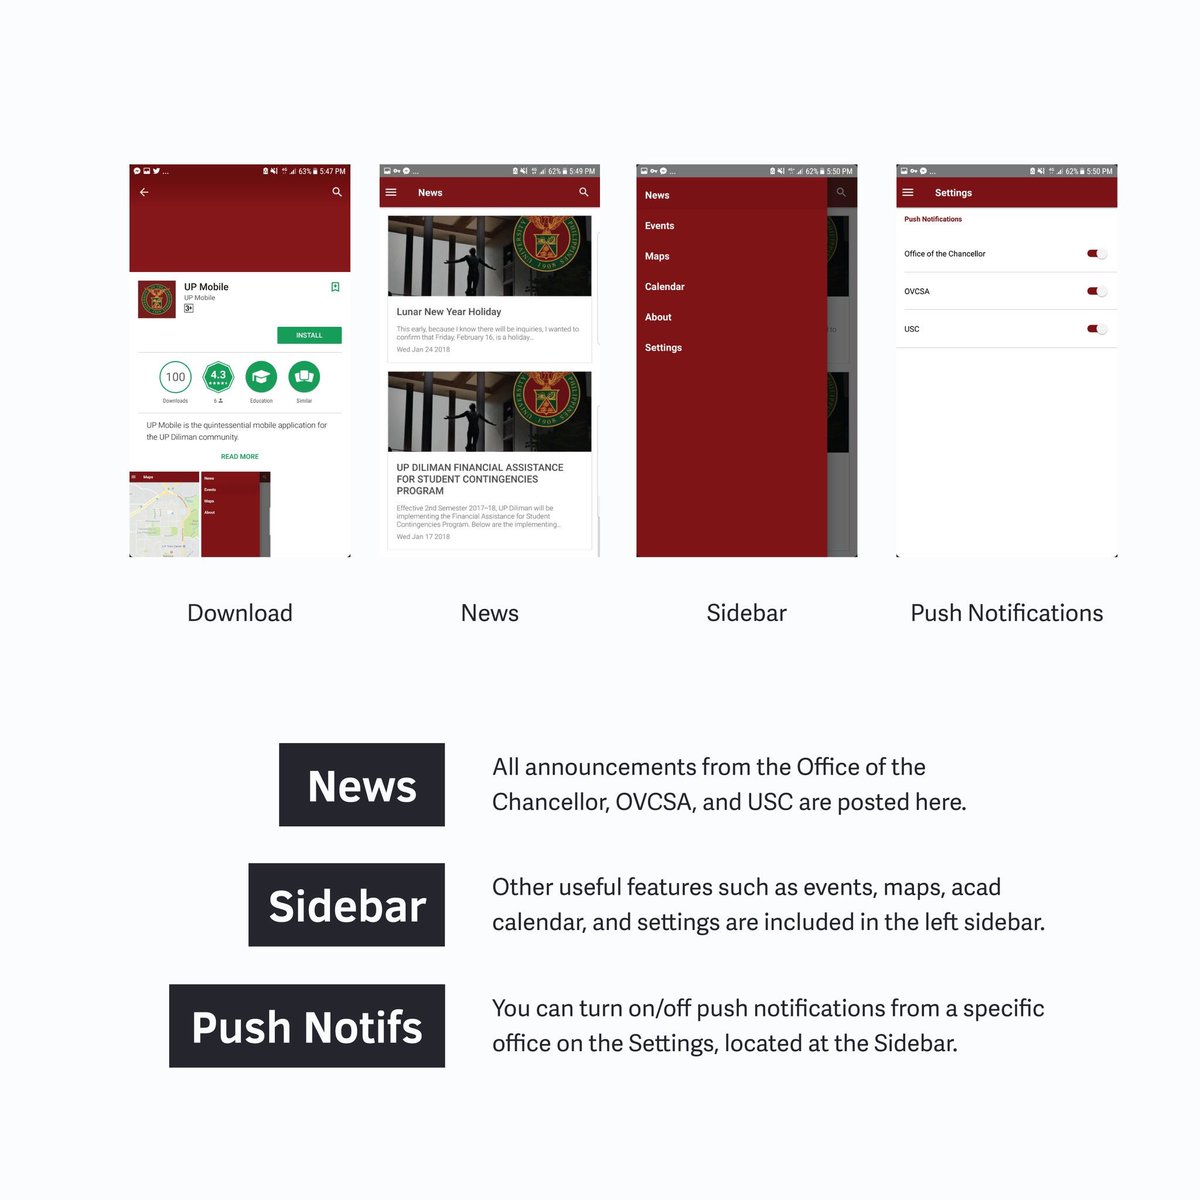 63% 5:47 PM
UP Mobile
UP Mobile
3+
INSTALL
100
4.3
Downloads
6
Education
Similar
UP Mobile is the quintessential mobile application for
the UP Diliman community.
READ MORE
Maps
News
Events
Maps
About
... 62% 5:49 PM
News
UNIVERSITY PHILIPPINES
1908
Lunar New Year Holiday
This early, because I know there will be inquiries, I wanted to
confirm that Friday, February 16, is a holiday...
Wed Jan 24 2018
UNIVERSITY PHILIPPINES
1908
UP DILIMAN FINANCIAL ASSISTANCE
FOR STUDENT CONTINGENCIES
PROGRAM
Effective 2nd Semester 2017–18, UP Diliman will be
implementing the Financial Assistance for Student
Contingencies Program. Below are the implementing...
Wed Jan 17 2018
... 62% 5:50 PM
News
Events
Maps
Calendar
About
Settings
... 62% 5:50 PM
Settings
Push Notifications
Office of the Chancellor
OVCSA
USC
Download
News
Sidebar
Push Notifications
News
All announcements from the Office of the
Chancellor, OVCSA, and USC are posted here.
Sidebar
Other useful features such as events, maps, acad
calendar, and settings are included in the left sidebar.
Push Notifs
You can turn on/off push notifications from a specific
office on the Settings, located at the Sidebar.